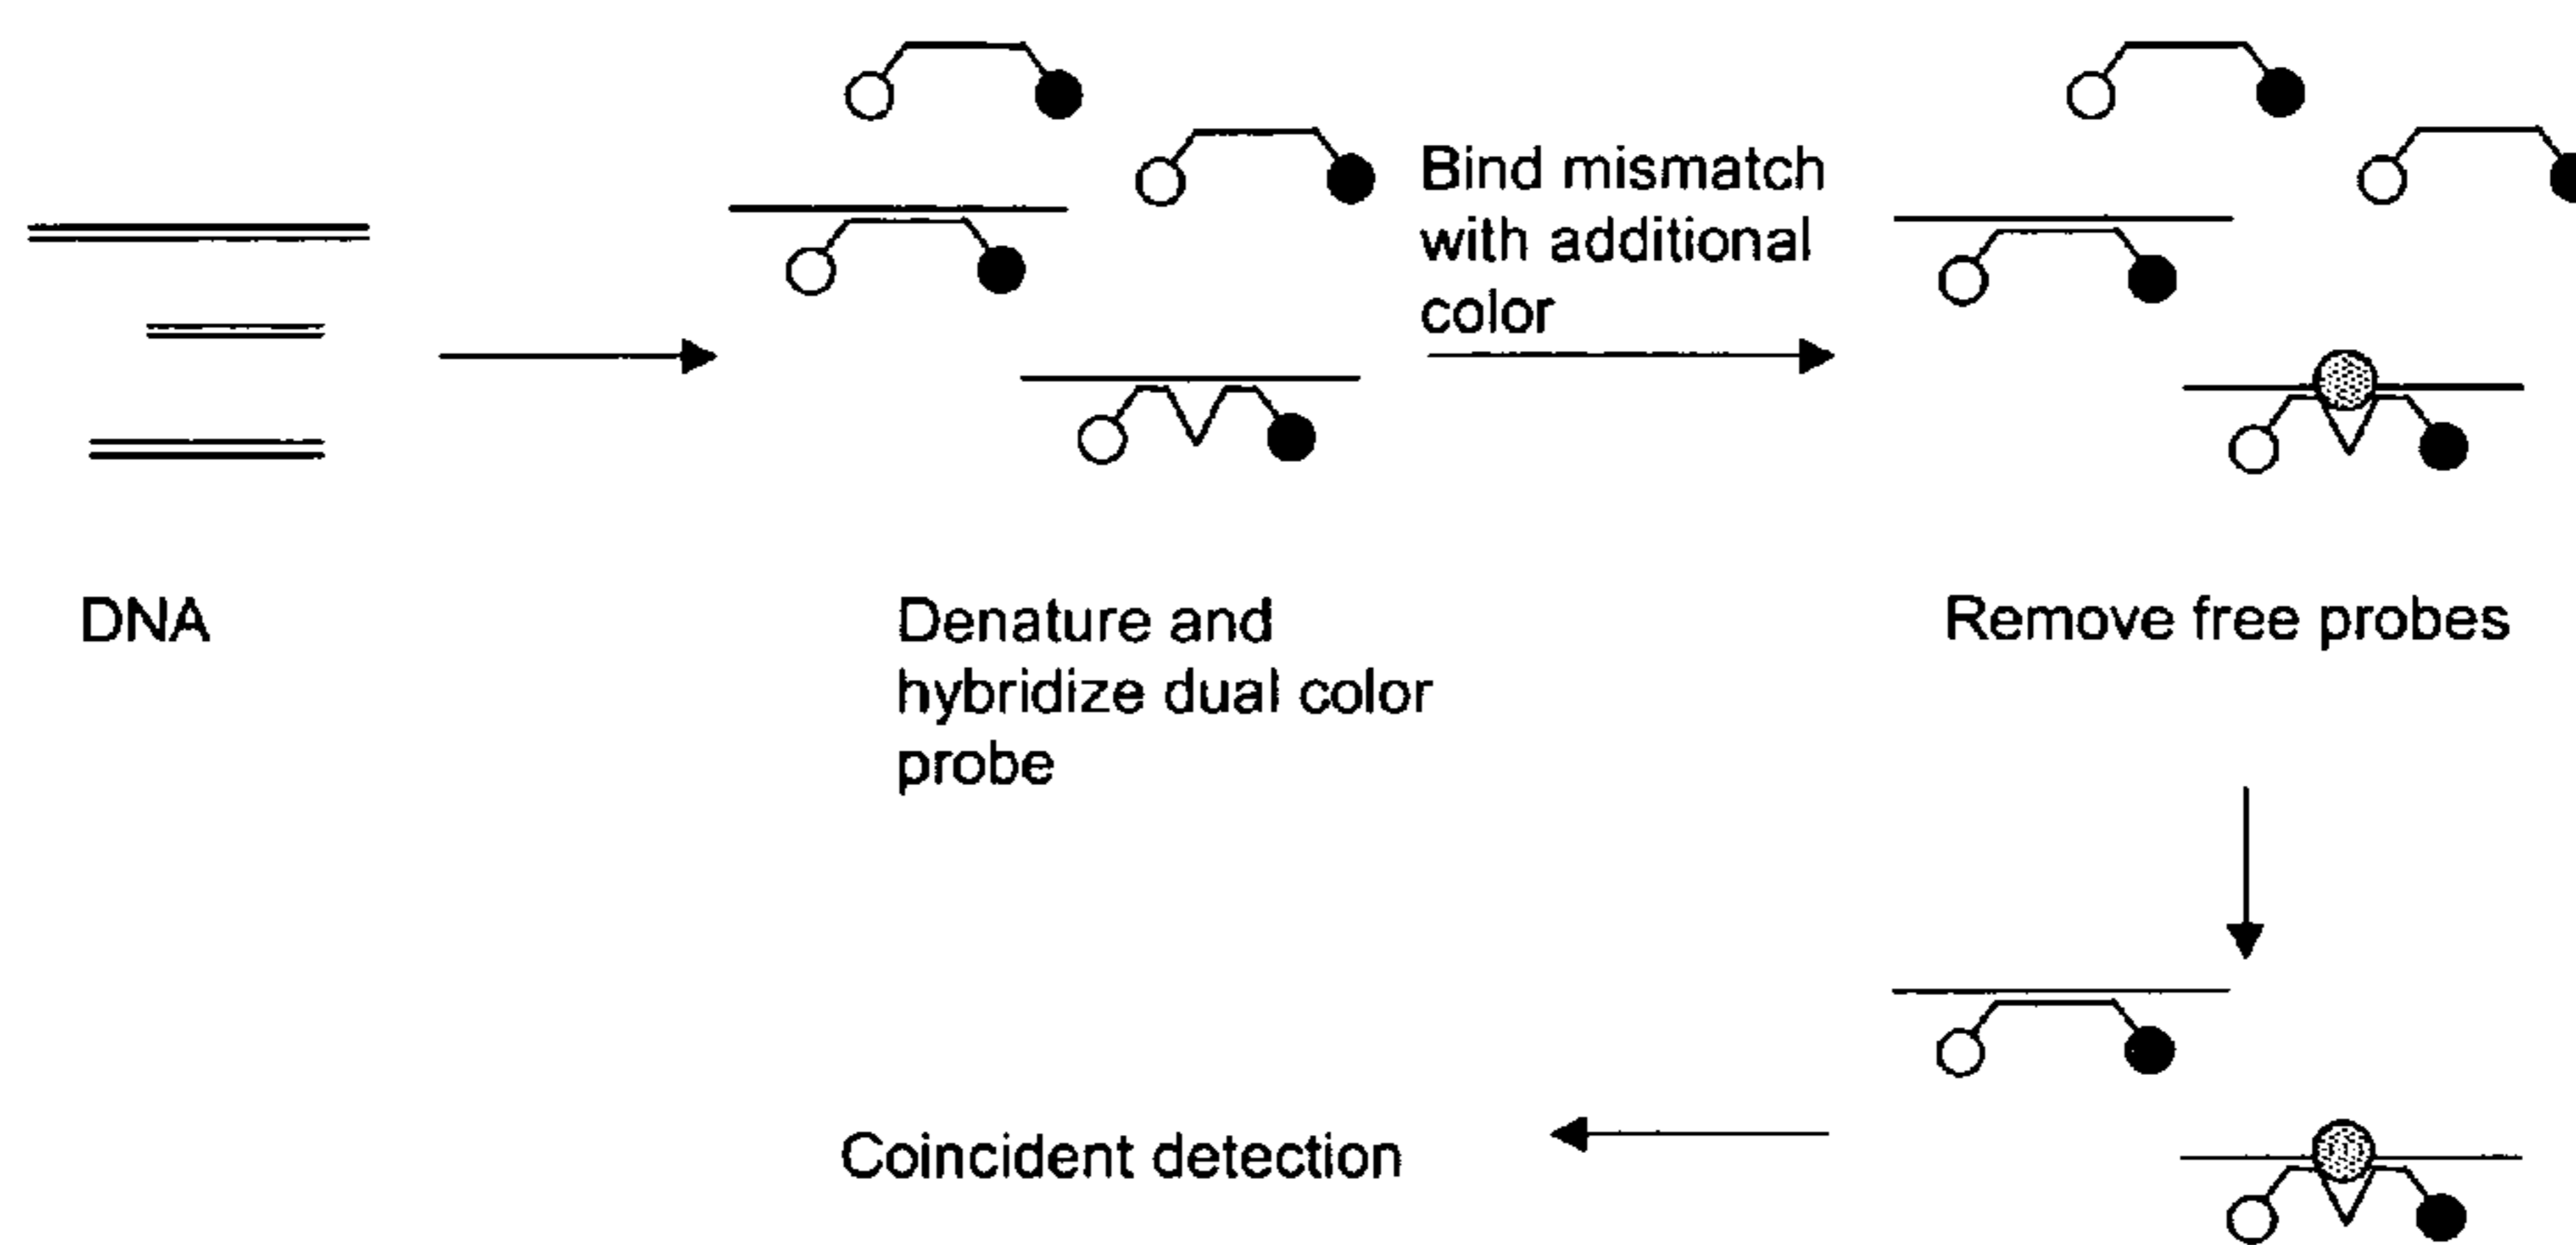 Bind mismatch
with additional
color
DNA
Denature and
hybridize dual color
probe
Remove free probes
Coincident detection